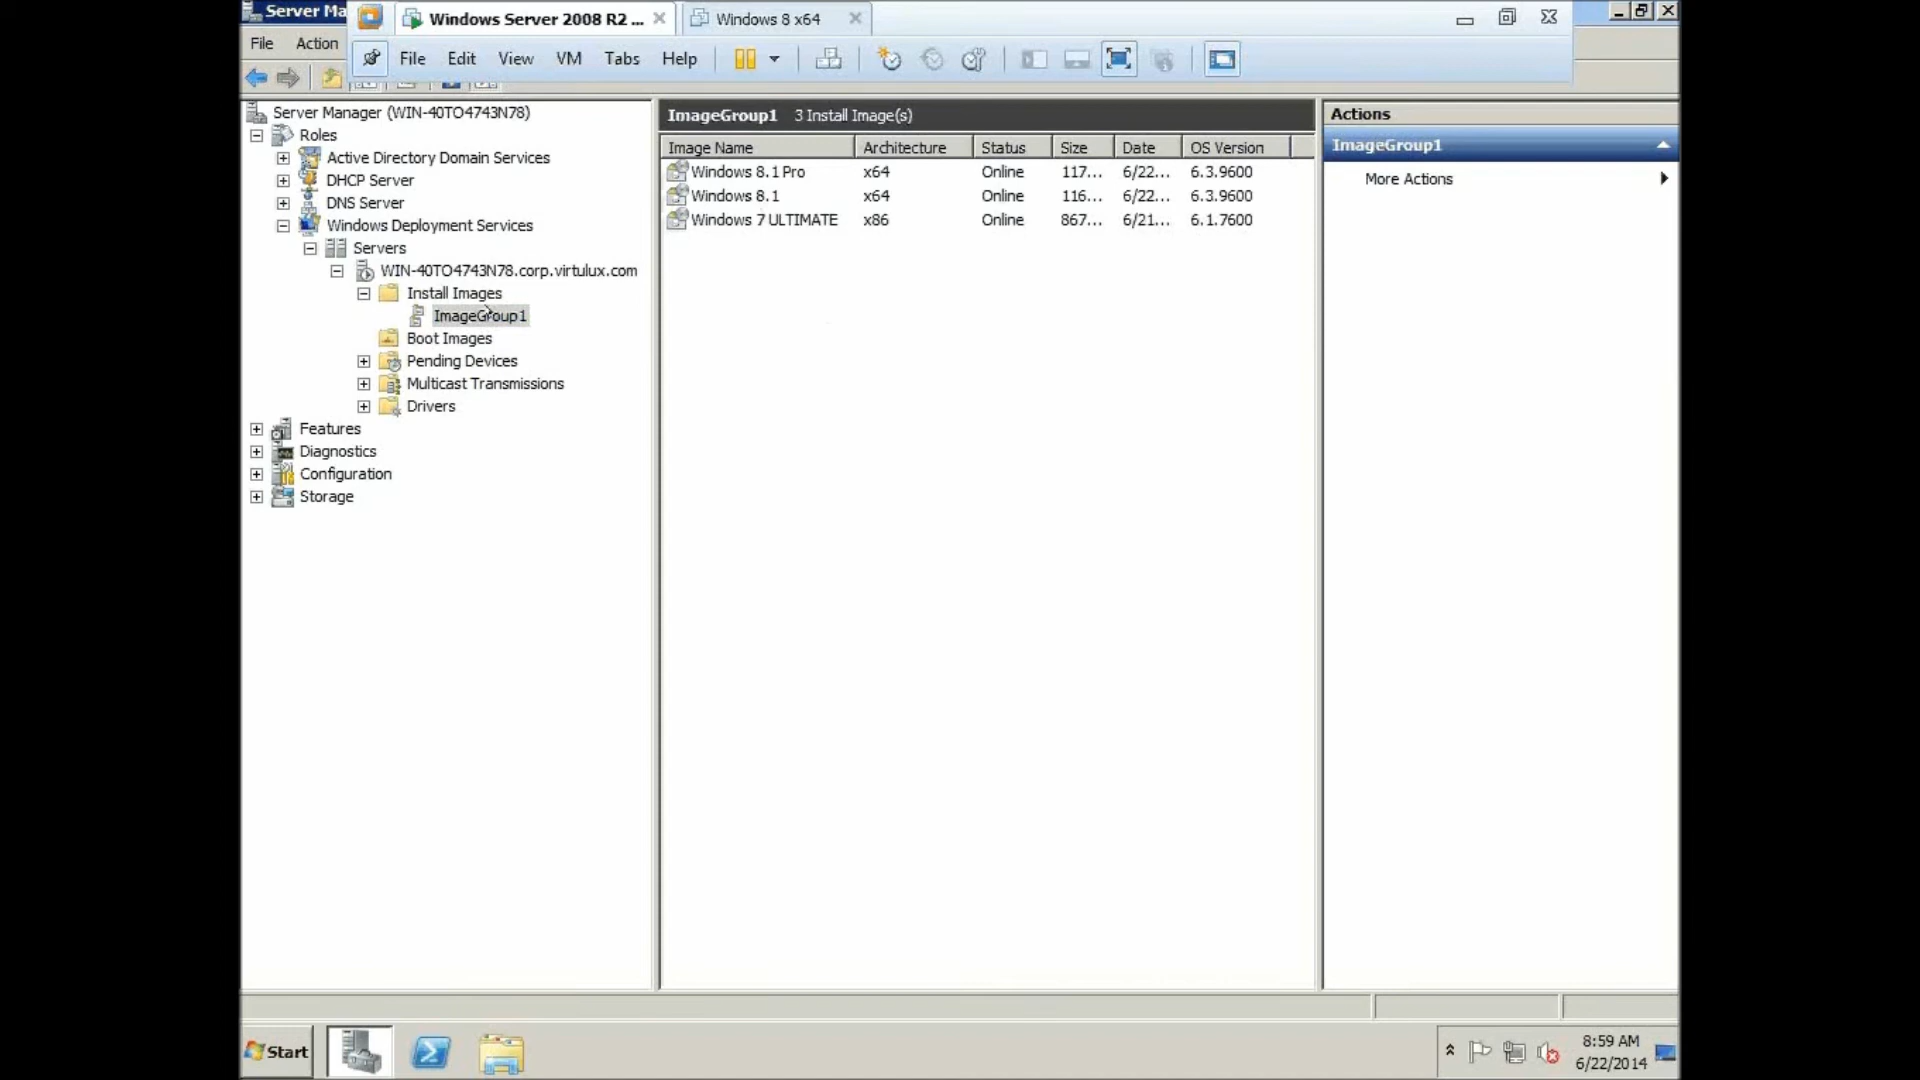 Server Ma
Windows Server 2008 R2 ...
Windows 8 x64
File Action
File Edit View VM Tabs Help
Server Manager (WIN-40TO4743N78)
Roles
Active Directory Domain Services
DHCP Server
DNS Server
Windows Deployment Services
Servers
WIN-40TO4743N78.corp.virtulux.com
Install Images
ImageGroup1
Boot Images
Pending Devices
Multicast Transmissions
Drivers
Features
Diagnostics
Configuration
Storage
ImageGroup1 3 Install Image(s)
Image Name Architecture Status Size Date OS Version
Windows 8.1 Pro x64 Online 117... 6/22... 6.3.9600
Windows 8.1 x64 Online 116... 6/22... 6.3.9600
Windows 7 ULTIMATE x86 Online 867... 6/21... 6.1.7600
Actions
ImageGroup1
More Actions
Start
8:59 AM
6/22/2014